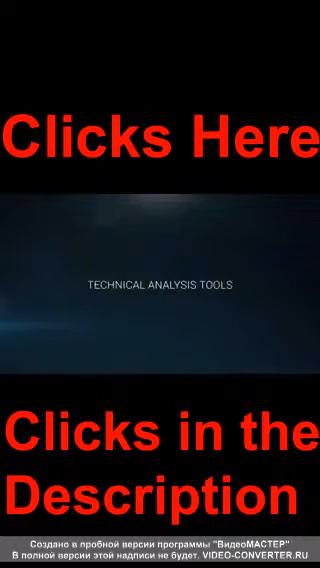 Clicks Here
TECHNICAL ANALYSIS TOOLS
Clicks in the
Description
Создано в пробной версии программы "ВидеоМАСТЕР"
В полной версии этой надписи не будет. VIDEO-CONVERTER.RU